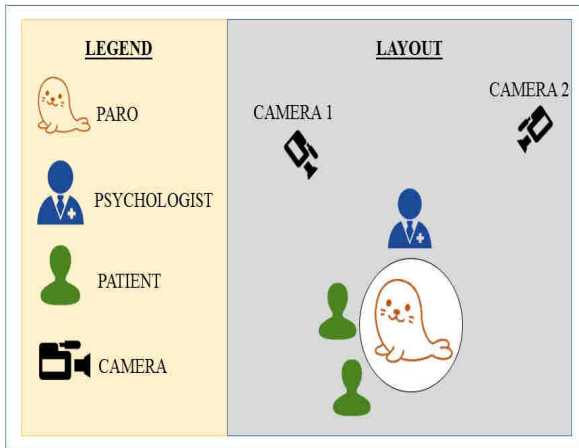 LEGEND
PARO
PSYCHOLOGIST
PATIENT
CAMERA
LAYOUT
CAMERA 1
CAMERA 2